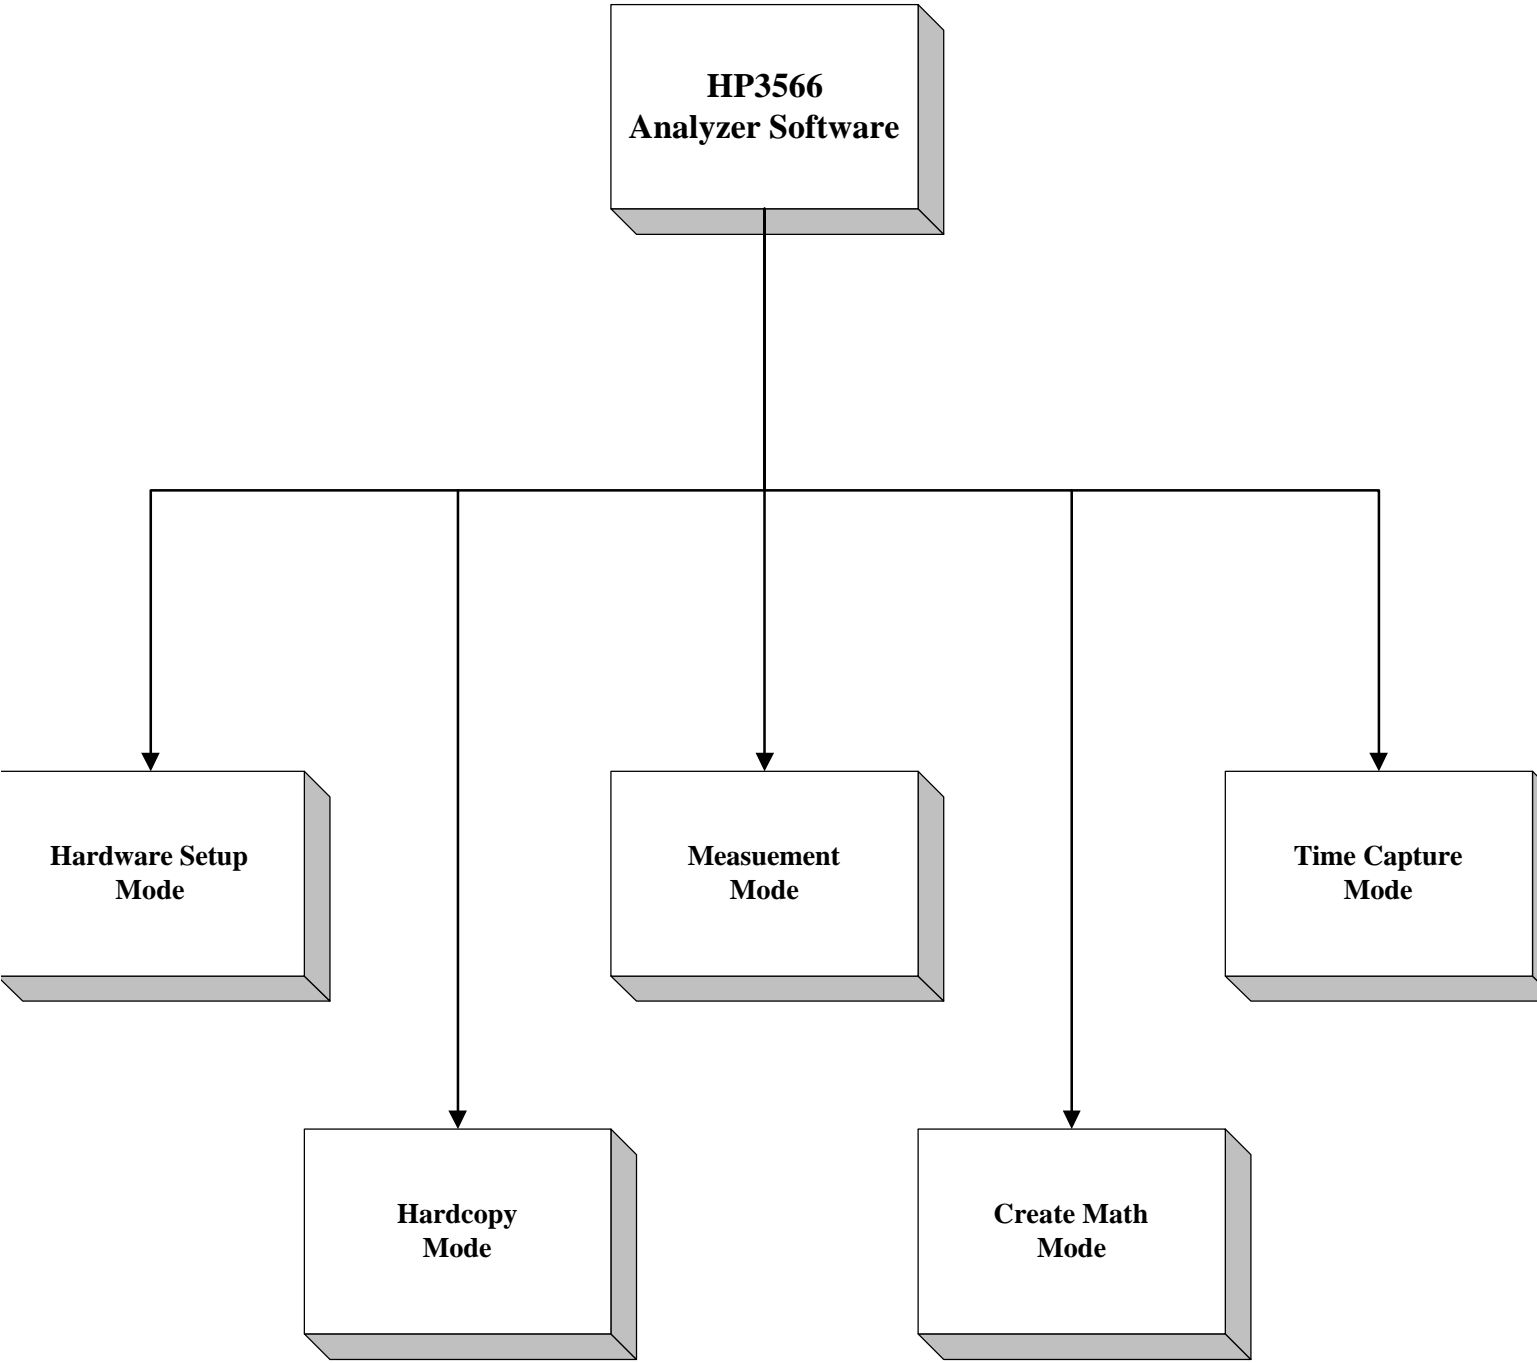 HP3566
Analyzer Software
Hardware Setup
Mode
Measuement
Mode
Time Capture
Mode
Hardcopy
Mode
Create Math
Mode